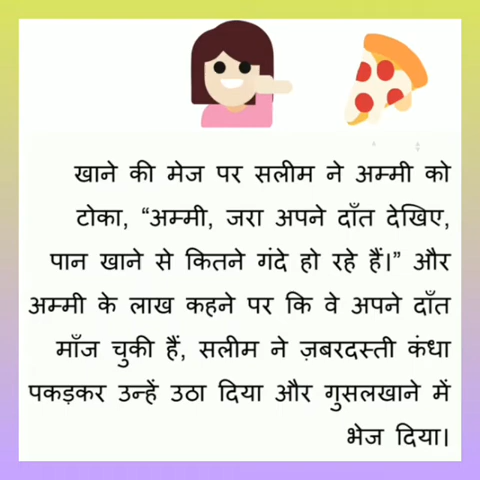 खाने की मेज पर सलीम ने अम्मी को
टोका, “अम्मी, जरा अपने दाँत देखिए,
पान खाने से कितने गंदे हो रहे हैं।” और
अम्मी के लाख कहने पर कि वे अपने दाँत
माँज चुकी हैं, सलीम ने ज़बरदस्ती कंधा
पकड़कर उन्हें उठा दिया और गुसलखाने में
भेज दिया।